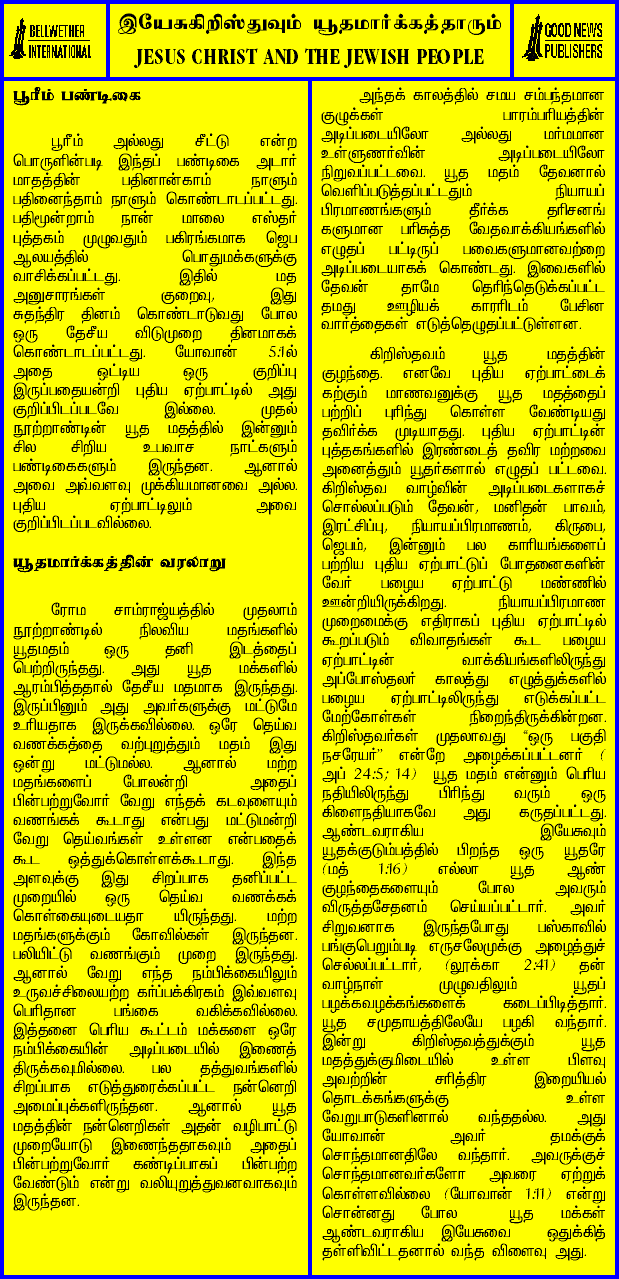 BELLWETHER
INTERNATIONAL
இயேசுகிறிஸ்துவும் யூதமார்க்கத்தாரும்
JESUS CHRIST AND THE JEWISH PEOPLE
GOOD NEWS
PUBLISHERS
பூரீம் பண்டிகை
பூரீம் அல்லது சீட்டு என்ற
பொருளின்படி இந்தப் பண்டிகை அடார்
மாதத்தின் பதினான்காம் நாளும்
பதினைந்தாம் நாளும் கொண்டாடப்பட்டது.
பதிமூன்றாம் நான் மாலை எஸ்தர்
புத்தகம் முழுவதும் பகிரங்கமாக ஜெப
ஆலயத்தில் பொதுமக்களுக்கு
வாசிக்கப்பட்டது. இதில் மத
அனுசாரங்கள் குறைவு, இது
சுதந்திர தினம் கொண்டாடுவது போல
ஒரு தேசீய விடுமுறை தினமாகக்
கொண்டாடப்பட்டது. யோவான் 5:1ல்
அதை ஒட்டிய ஒரு குறிப்பு
இருப்பதையன்றி புதிய ஏற்பாட்டில் அது
குறிப்பிடப்படவே இல்லை. முதல்
நூற்றாண்டின் யூத மதத்தில் இன்னும்
சில சிறிய உபவாச நாட்களும்
பண்டிகைகளும் இருந்தன. ஆனால்
அவை அவ்வளவு முக்கியமானவை அல்ல.
புதிய ஏற்பாட்டிலும் அவை
குறிப்பிடப்படவில்லை.
யூதமார்க்கத்தின் வரலாறு
ரோம சாம்ராஜ்யத்தில் முதலாம்
நூற்றாண்டில் நிலவிய மதங்களில்
யூதமதம் ஒரு தனி இடத்தைப்
பெற்றிருந்தது. அது யூத மக்களில்
ஆரம்பித்ததால் தேசீய மதமாக இருந்தது.
இருப்பினும் அது அவர்களுக்கு மட்டுமே
உரியதாக இருக்கவில்லை. ஒரே தெய்வ
வணக்கத்தை வற்புறுத்தும் மதம் இது
ஒன்று மட்டுமல்ல. ஆனால் மற்ற
மதங்களைப் போலன்றி அதைப்
பின்பற்றுவோர் வேறு எந்தக் கடவுளையும்
வணங்கக் கூடாது என்பது மட்டுமன்றி
வேறு தெய்வங்கள் உள்ளன என்பதைக்
கூட ஒத்துக்கொள்ளக்கூடாது. இந்த
அளவுக்கு இது சிறப்பாக தனிப்பட்ட
முறையில் ஒரு தெய்வ வணக்கக்
கொள்கையுடையதா யிருந்தது. மற்ற
மதங்களுக்கும் கோவில்கள் இருந்தன.
பலியிட்டு வணங்கும் முறை இருந்தது.
ஆனால் வேறு எந்த நம்பிக்கையிலும்
உருவச்சிலையற்ற கர்ப்பக்கிரகம் இவ்வளவு
பெரிதான பங்கை வகிக்கவில்லை.
இத்தனை பெரிய கூட்டம் மக்களை ஒரே
நம்பிக்கையின் அடிப்படையில் இணைத்
திருக்கவுமில்லை. பல தத்துவங்களில்
சிறப்பாக எடுத்துரைக்கப்பட்ட நன்னெறி
அமைப்புக்களிருந்தன. ஆனால் யூத
மதத்தின் நன்னெறிகள் அதன் வழிபாட்டு
முறையோடு இணைந்ததாகவும் அதைப்
பின்பற்றுவோர் கண்டிப்பாகப் பின்பற்ற
வேண்டும் என்று வலியுறுத்துவனவாகவும்
இருந்தன.
அந்தக் காலத்தில் சமய சம்பந்தமான
குழுக்கள் பாரம்பரியத்தின்
அடிப்படையிலோ அல்லது மர்மமான
உள்ளுணர்வின் அடிப்படையிலோ
நிறுவப்பட்டவை. யூத மதம் தேவனால்
வெளிப்படுத்தப்பட்டதும் நியாயப்
பிரமாணங்களும் தீர்க்க தரிசனங்
களுமான பரிசுத்த வேதவாக்கியங்களில்
எழுதப் பட்டிருப் பவைகளுமானவற்றை
அடிப்படையாகக் கொண்டது. இவைகளில்
தேவன் தாமே தெரிந்தெடுக்கப்பட்ட
தமது ஊழியக் காரரிடம் பேசின
வார்த்தைகள் எடுத்தெழுதப்பட்டுள்ளன.
கிறிஸ்தவம் யூத மதத்தின்
குழந்தை. எனவே புதிய ஏற்பாட்டைக்
கற்கும் மாணவனுக்கு யூத மதத்தைப்
பற்றிப் புரிந்து கொள்ள வேண்டியது
தவிர்க்க முடியாதது. புதிய ஏற்பாட்டின்
புத்தகங்களில் இரண்டைத் தவிர மற்றவை
அனைத்தும் யூதர்களால் எழுதப் பட்டவை.
கிறிஸ்தவ வாழ்வின் அடிப்படைகளாகச்
சொல்லப்படும் தேவன், மனிதன் பாவம்,
இரட்சிப்பு, நியாயப்பிரமாணம், கிருபை,
ஜெபம், இன்னும் பல காரியங்களைப்
பற்றிய புதிய ஏற்பாட்டுப் போதனைகளின்
வேர் பழைய ஏற்பாட்டு மண்ணில்
ஊன்றியிருக்கிறது. நியாயப்பிரமாண
முறைமைக்கு எதிராகப் புதிய ஏற்பாட்டில்
கூறப்படும் விவாதங்கள் கூட பழைய
ஏற்பாட்டின் வாக்கியங்களிலிருந்து
அப்போஸ்தலர் காலத்து எழுத்துக்களில்
பழைய ஏற்பாட்டிலிருந்து எடுக்கப்பட்ட
மேற்கோள்கள் நிறைந்திருக்கின்றன.
கிறிஸ்தவர்கள் முதலாவது “ஒரு பகுதி
நசரேயர்” என்றே அழைக்கப்பட்டனர் (
அப் 24:5; 14) யூத மதம் என்னும் பெரிய
நதியிலிருந்து பிரிந்து வரும் ஒரு
கிளைநதியாகவே அது கருதப்பட்டது.
ஆண்டவராகிய இயேசுவும்
யூதக்குடும்பத்தில் பிறந்த ஒரு யூதரே
(மத் 1:16) எல்லா யூத ஆண்
குழந்தைகளையும் போல அவரும்
விருத்தசேதனம் செய்யப்பட்டார். அவர்
சிறுவனாக இருந்தபோது பஸ்காவில்
பங்குபெறும்படி எருசலேமுக்கு அழைத்துச்
செல்லப்பட்டார், (லூக்கா 2:41) தன்
வாழ்நாள் முழுவதிலும் யூதப்
பழக்கவழக்கங்களைக் கடைப்பிடித்தார்.
யூத சமுதாயத்திலேயே பழகி வந்தார்.
இன்று கிறிஸ்தவத்துக்கும் யூத
மதத்துக்குமிடையில் உள்ள பிளவு
அவற்றின் சரித்திர இறையியல்
தொடக்கங்களுக்கு உள்ள
வேறுபாடுகளினால் வந்ததல்ல. அது
யோவான் அவர் தமக்குக்
சொந்தமானதிலே வந்தார். அவருக்குச்
சொந்தமானவர்களோ அவரை ஏற்றுக்
கொள்ளவில்லை (யோவான் 1:11) என்று
சொன்னது போல யூத மக்கள்
ஆண்டவராகிய இயேசுவை ஒதுக்கித்
தள்ளிவிட்டதனால் வந்த விளைவு அது.